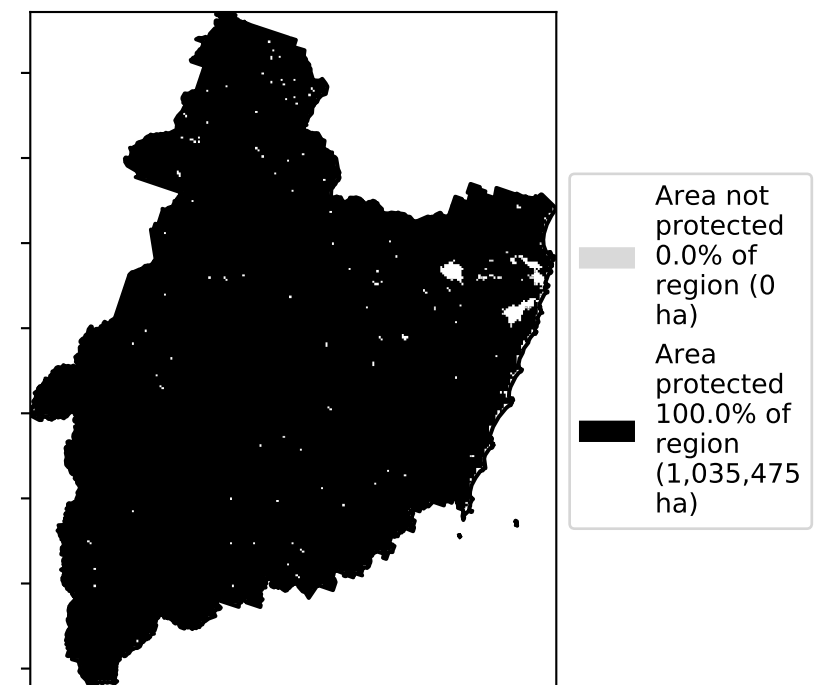 Area not
protected
0.0% of
region (0
ha)
Area
protected
100.0% of
region
(1,035,475
ha)